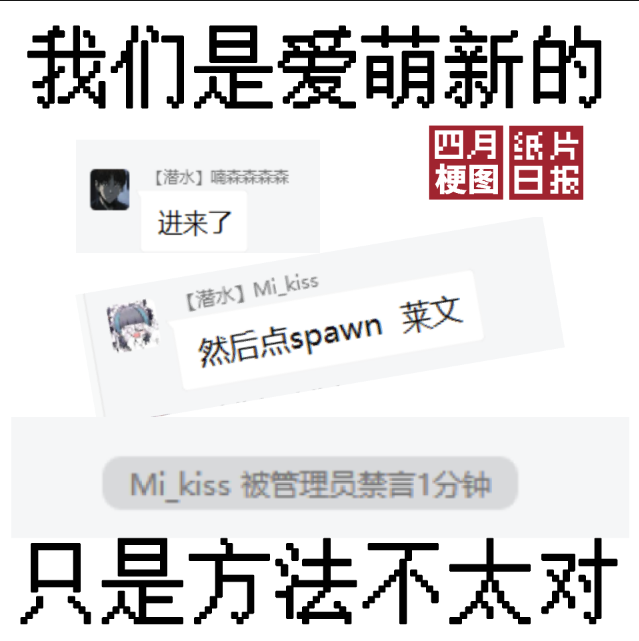 我们是爱萌新的
四月 纸片
梗图 日报
【潜水】喃森森森森
进来了
【潜水】Mi_kiss
然后点spawn 莱文
Mi_kiss 被管理员禁言1分钟
只是方法不太对